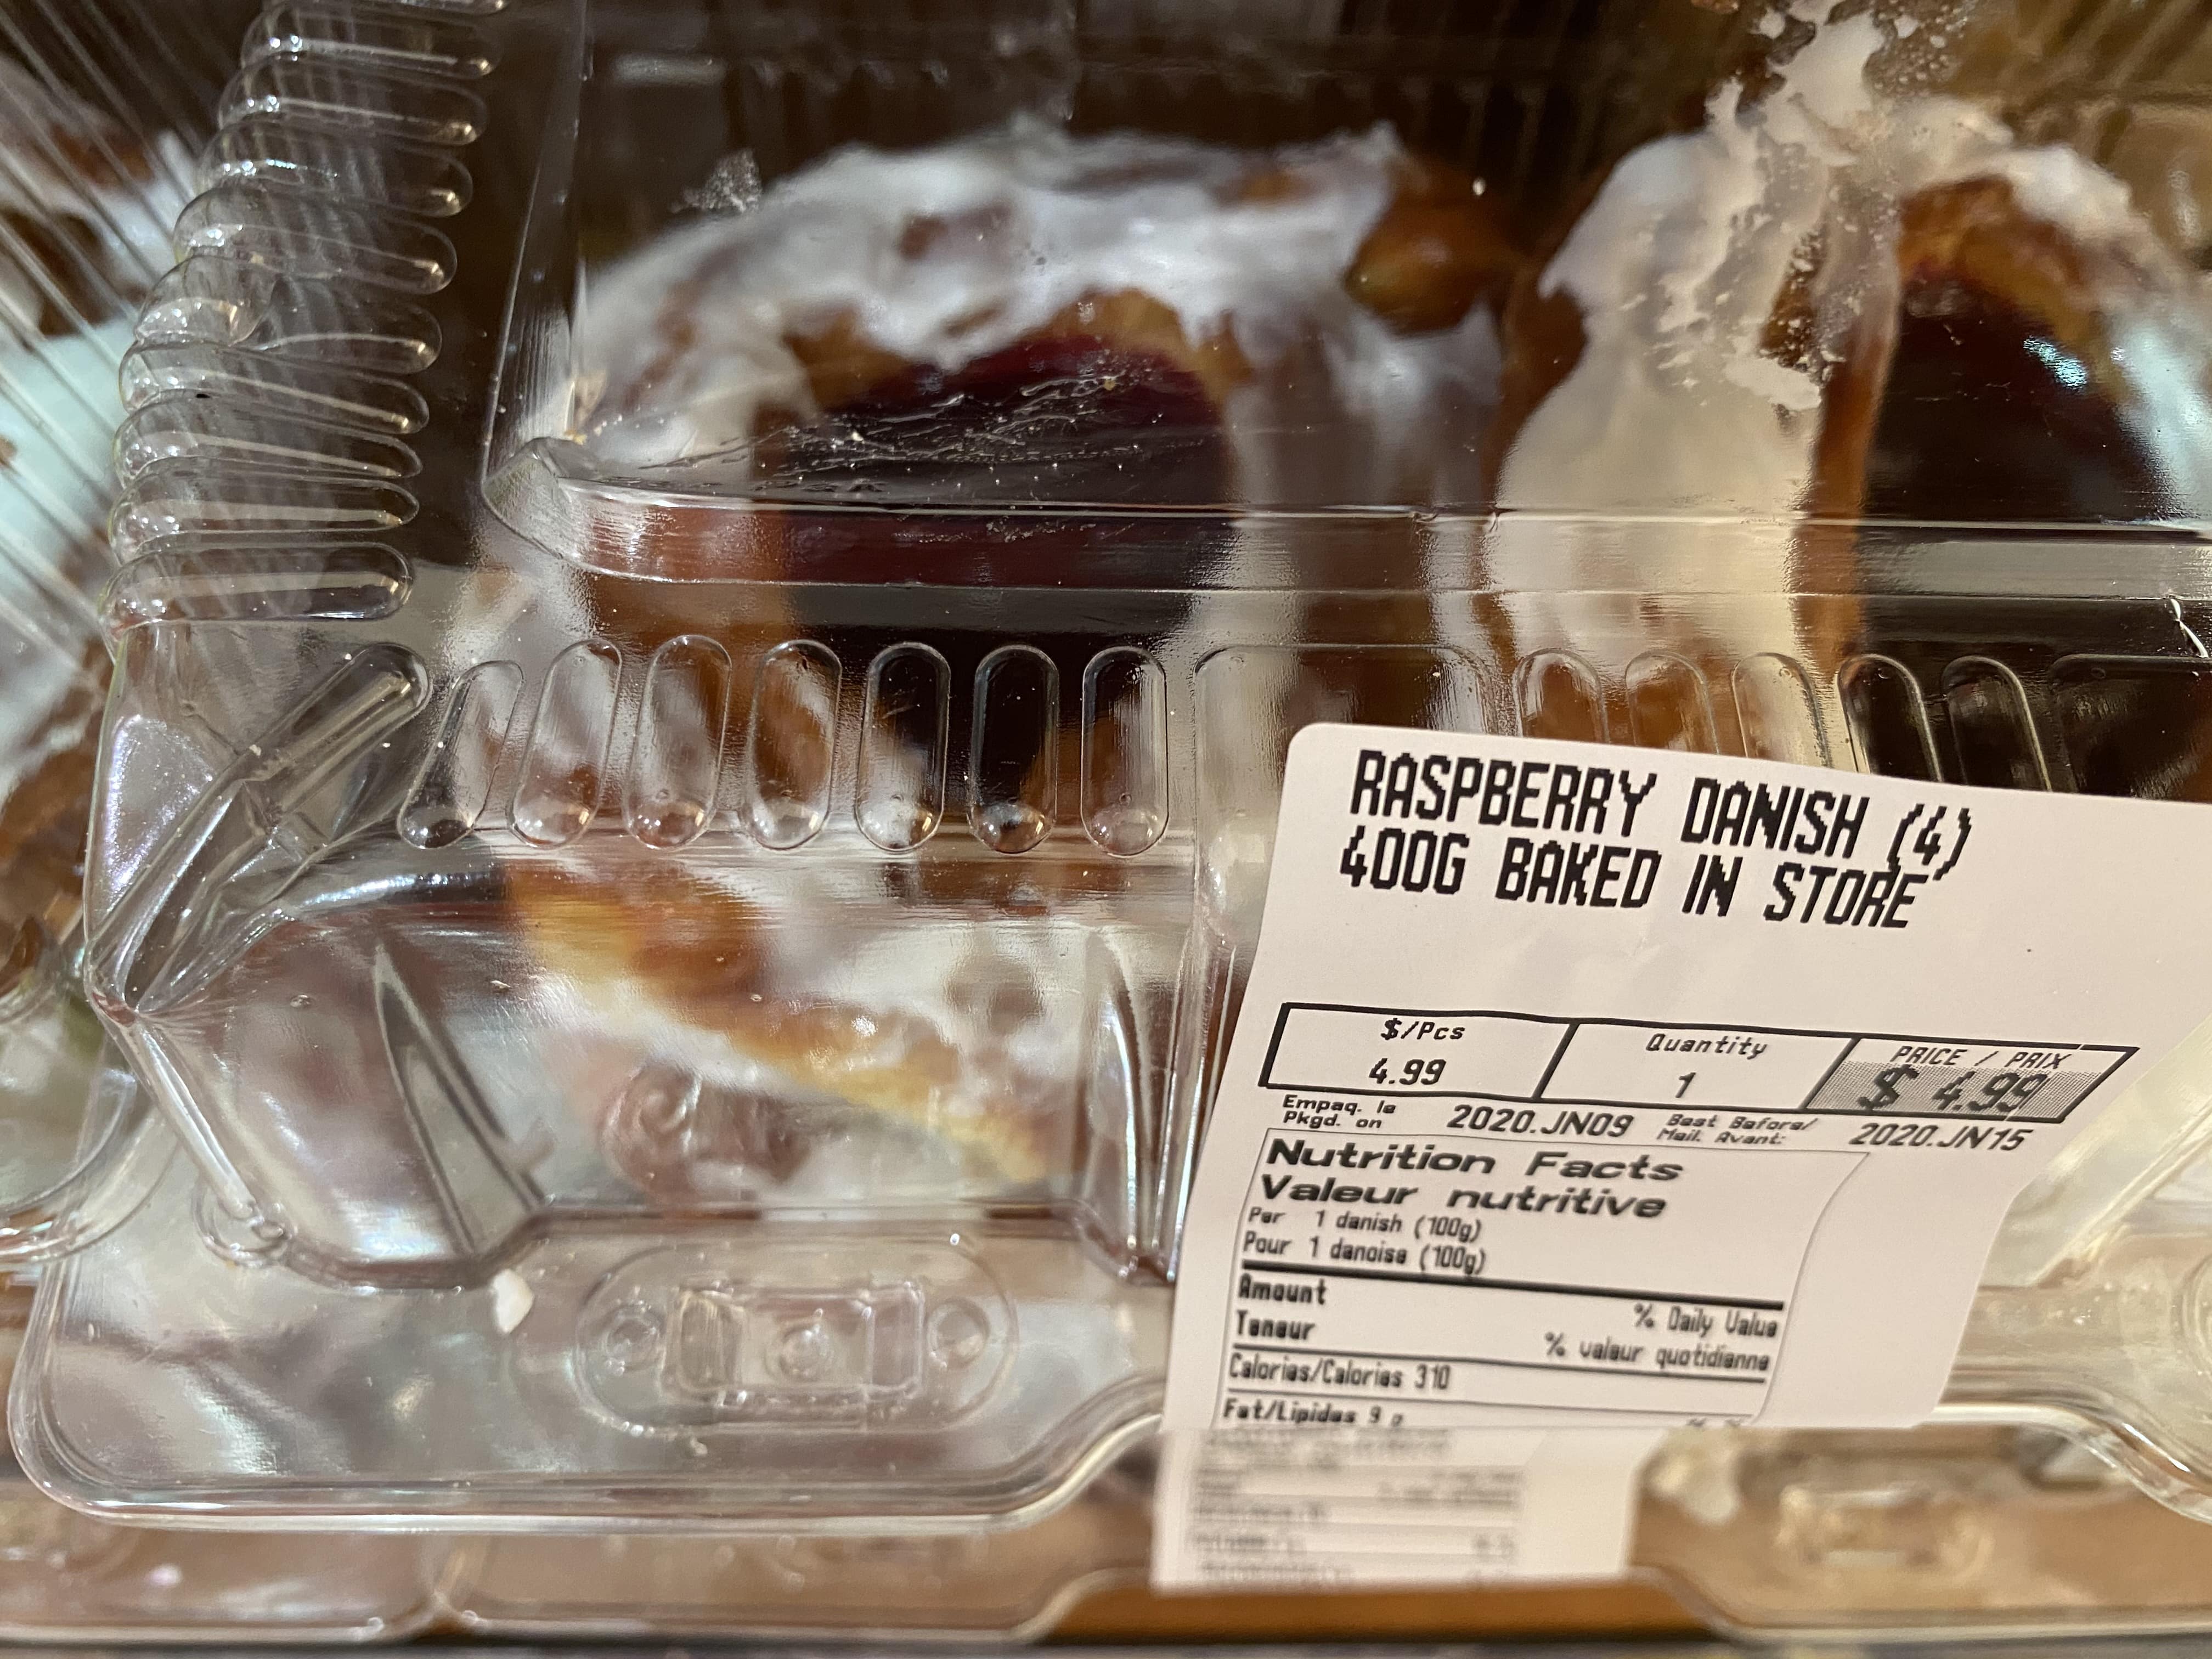 RASPBERRY DANISH (4)
400G BAKED IN STORE
$/Pcs Quantity PRICE / PRIX
4.99 1 $ 4.99
Empaq. le
Pkgd. on 2020.JN09 Best Before/ Meil. Avant: 2020.JN15
Nutrition Facts
Valeur nutritive
Per 1 danish (100g)
Pour 1 danoise (100g)
Amount % Daily Value
Teneur % valeur quotidienne
Calories/Calories 310
Fat/Lipides 9 g